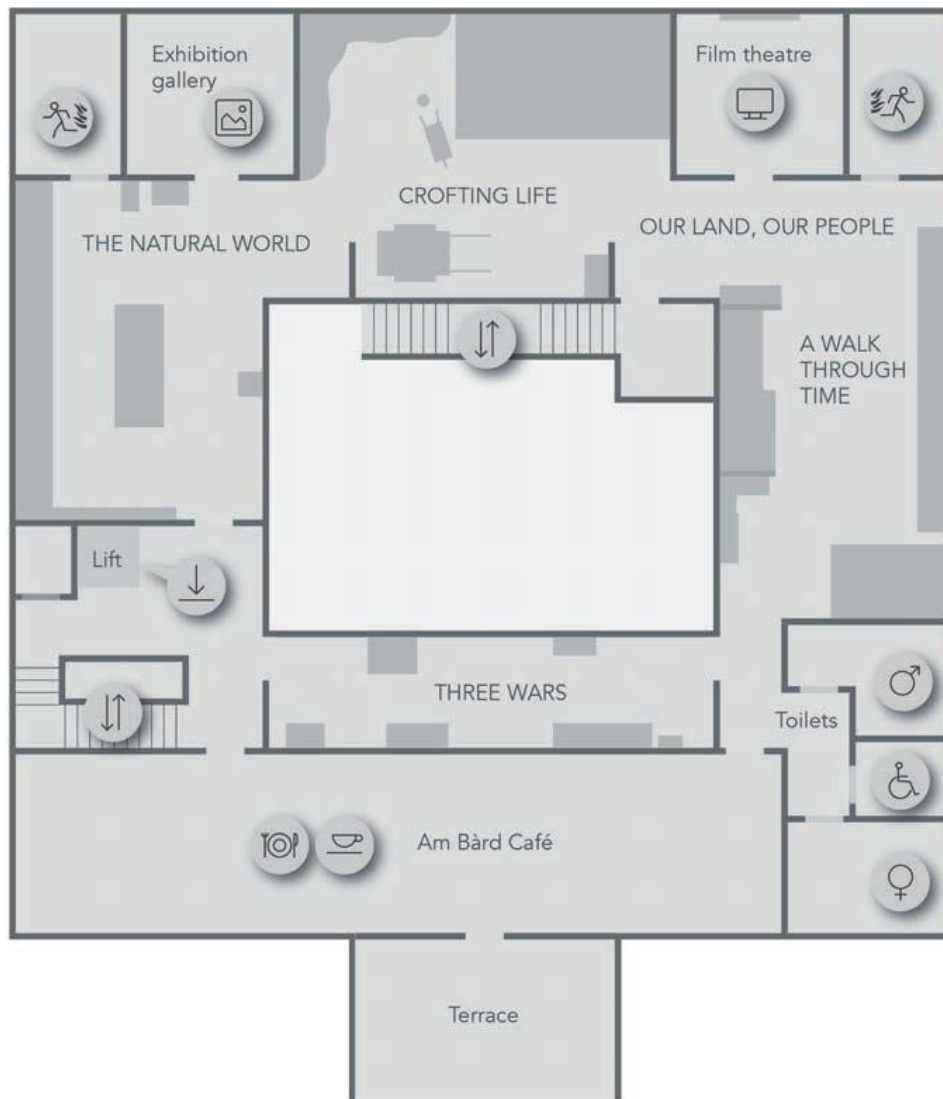 Exhibition
gallery
Film theatre
CROFTING LIFE
OUR LAND, OUR PEOPLE
THE NATURAL WORLD
A WALK
THROUGH
TIME
Lift
THREE WARS
Toilets
Am Bàrd Café
Terrace